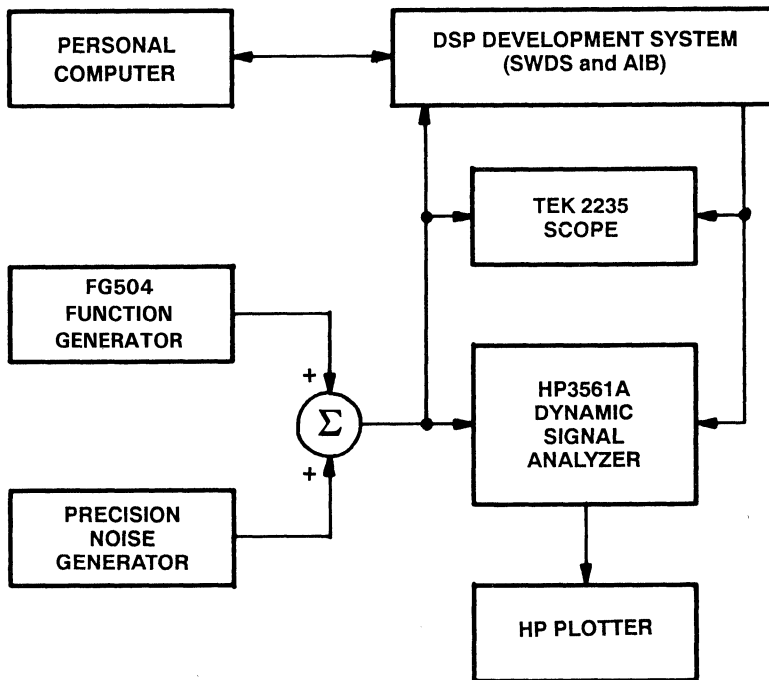 PERSONAL
COMPUTER
DSP DEVELOPMENT SYSTEM
(SWDS and AIB)
TEK 2235
SCOPE
FG504
FUNCTION
GENERATOR
+
Σ
+
HP3561A
DYNAMIC
SIGNAL
ANALYZER
PRECISION
NOISE
GENERATOR
HP PLOTTER